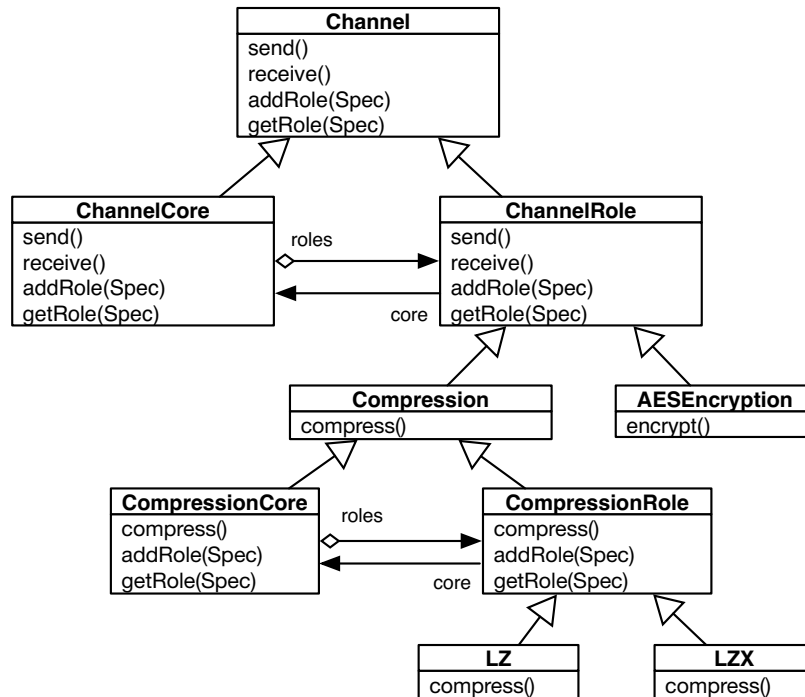 Channel
send()
receive()
addRole(Spec)
getRole(Spec)
ChannelCore
send()
receive()
addRole(Spec)
getRole(Spec)
roles
core
ChannelRole
send()
receive()
addRole(Spec)
getRole(Spec)
Compression
compress()
AESEncryption
encrypt()
CompressionCore
compress()
addRole(Spec)
getRole(Spec)
roles
core
CompressionRole
compress()
addRole(Spec)
getRole(Spec)
LZ
compress()
LZX
compress()